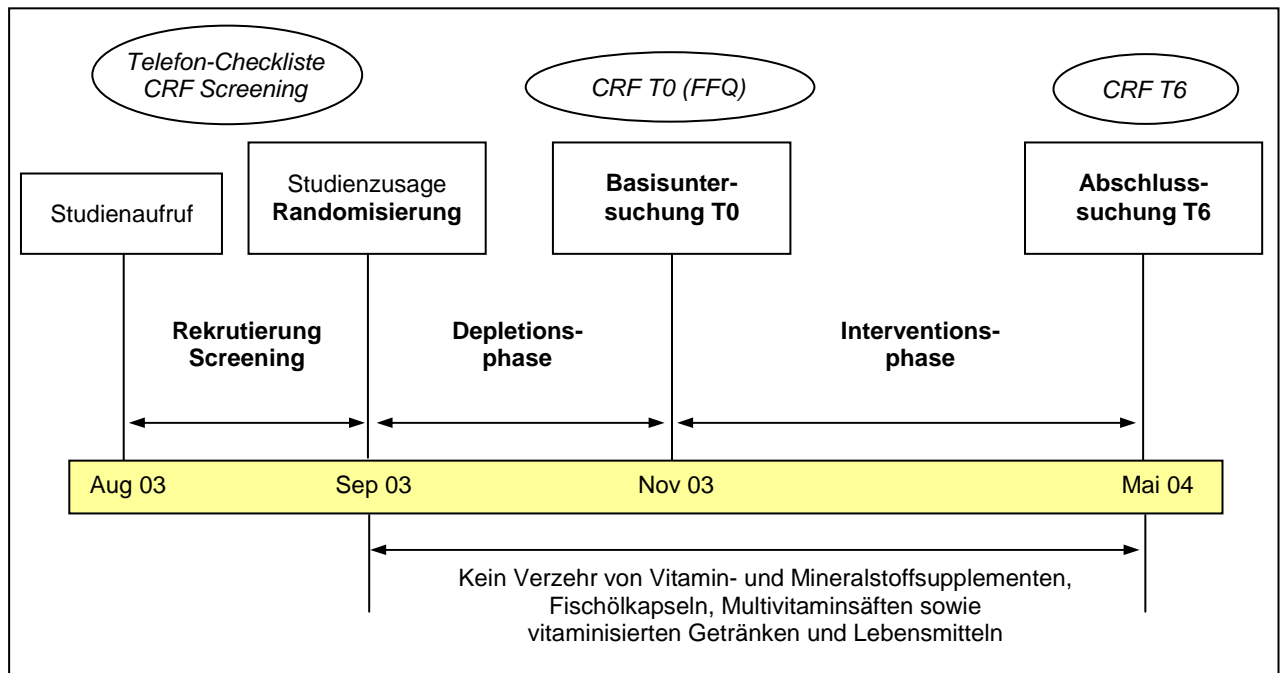 Telefon-Checkliste
CRF Screening
CRF T0 (FFQ)
CRF T6
Studienaufruf
Studienzusage
Randomisierung
Basisunter-
suchung T0
Abschluss-
suchung T6
Rekrutierung
Screening
Depletions-
phase
Interventions-
phase
Aug 03
Sep 03
Nov 03
Mai 04
Kein Verzehr von Vitamin- und Mineralstoffsupplementen,
Fischölkapseln, Multivitaminsäften sowie
vitaminisierten Getränken und Lebensmitteln